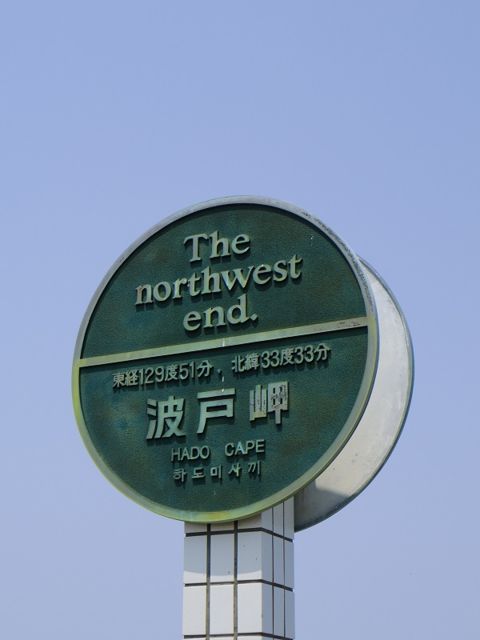 The
northwest
end.
東経129度51分、北緯33度33分
波戸岬
HADO CAPE
하도미사끼